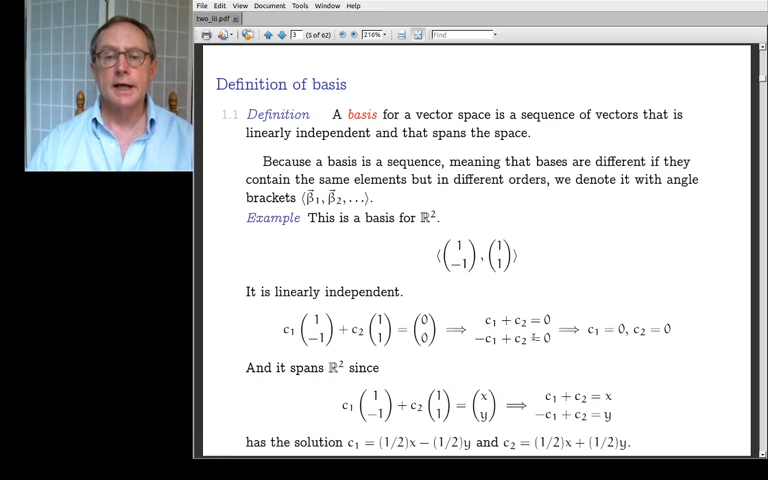 File Edit View Document Tools Window Help
two_iii.pdf
3 (5 of 62) 216% Find
Definition of basis
1.1 Definition A basis for a vector space is a sequence of vectors that is
linearly independent and that spans the space.
Because a basis is a sequence, meaning that bases are different if they
contain the same elements but in different orders, we denote it with angle
brackets ⟨β⃗₁, β⃗₂, …⟩.
Example This is a basis for ℝ².
⟨(1 −1), (1 1)⟩
It is linearly independent.
c₁ (1 −1) + c₂ (1 1) = (0 0) ⟹ c₁ + c₂ = 0 −c₁ + c₂ = 0 ⟹ c₁ = 0, c₂ = 0
And it spans ℝ² since
c₁ (1 −1) + c₂ (1 1) = (x y) ⟹ c₁ + c₂ = x −c₁ + c₂ = y
has the solution c₁ = (1/2)x − (1/2)y and c₂ = (1/2)x + (1/2)y.